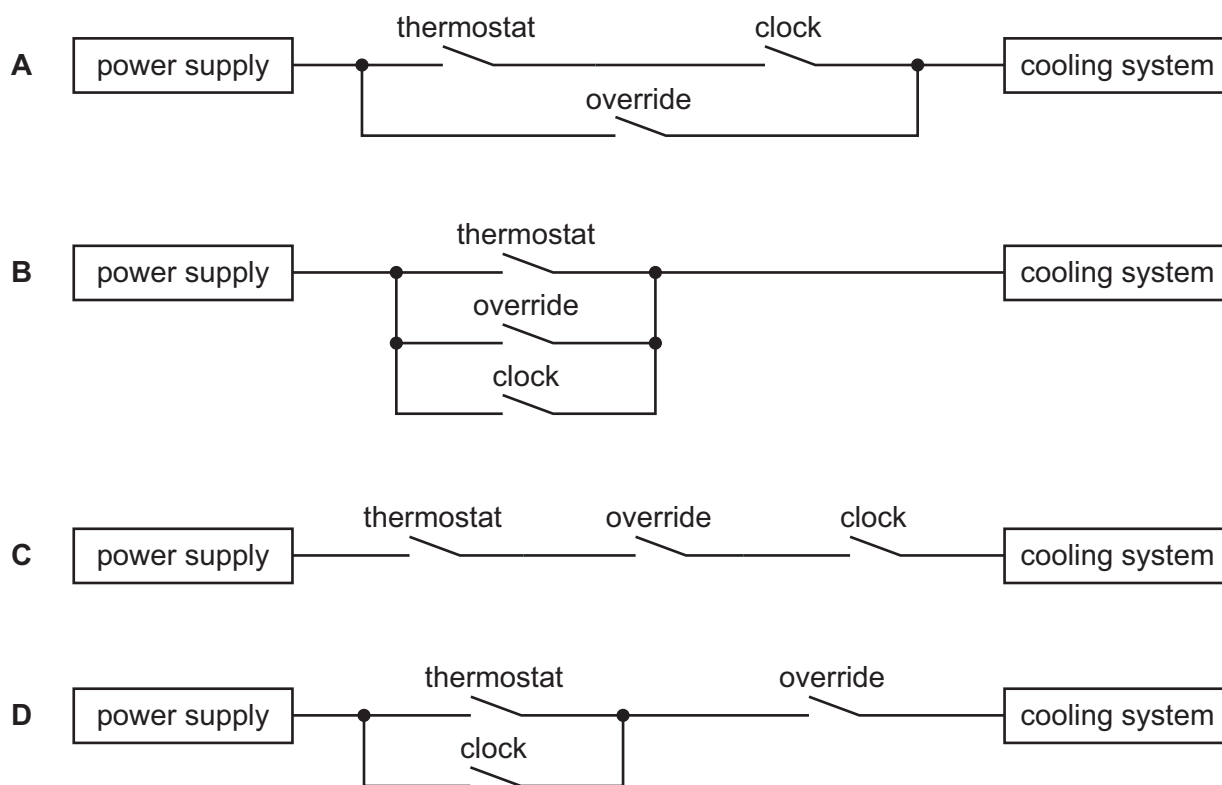 thermostat clock
A power supply cooling system
override
thermostat
B power supply cooling system
override
clock
thermostat override clock
C power supply cooling system
thermostat override
D power supply cooling system
clock